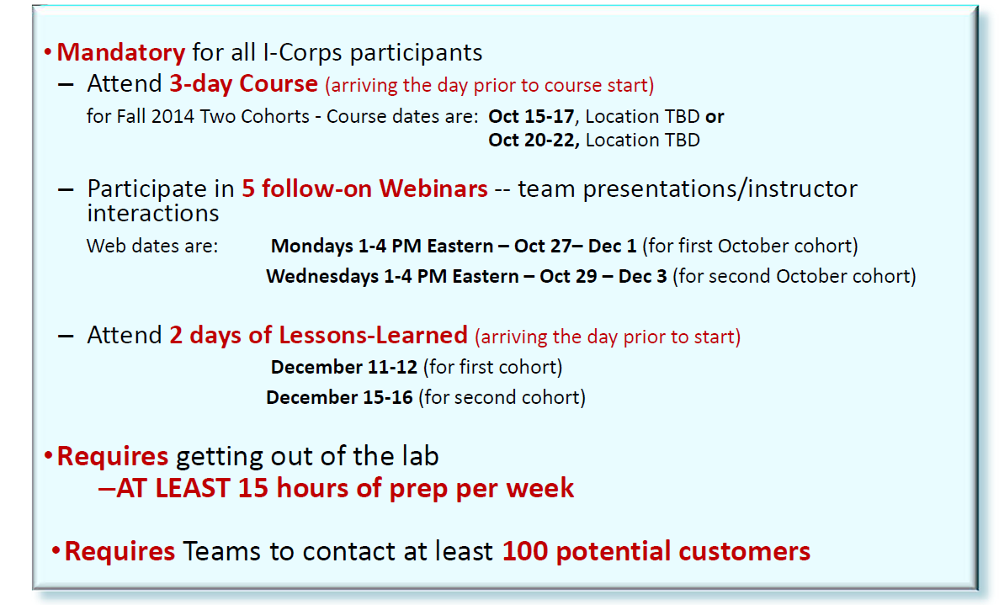 • Mandatory for all I-Corps participants
– Attend 3-day Course (arriving the day prior to course start)
for Fall 2014 Two Cohorts - Course dates are: Oct 15-17, Location TBD or
Oct 20-22, Location TBD
– Participate in 5 follow-on Webinars -- team presentations/instructor
interactions
Web dates are: Mondays 1-4 PM Eastern – Oct 27– Dec 1 (for first October cohort)
Wednesdays 1-4 PM Eastern – Oct 29 – Dec 3 (for second October cohort)
– Attend 2 days of Lessons-Learned (arriving the day prior to start)
December 11-12 (for first cohort)
December 15-16 (for second cohort)
• Requires getting out of the lab
–AT LEAST 15 hours of prep per week
• Requires Teams to contact at least 100 potential customers